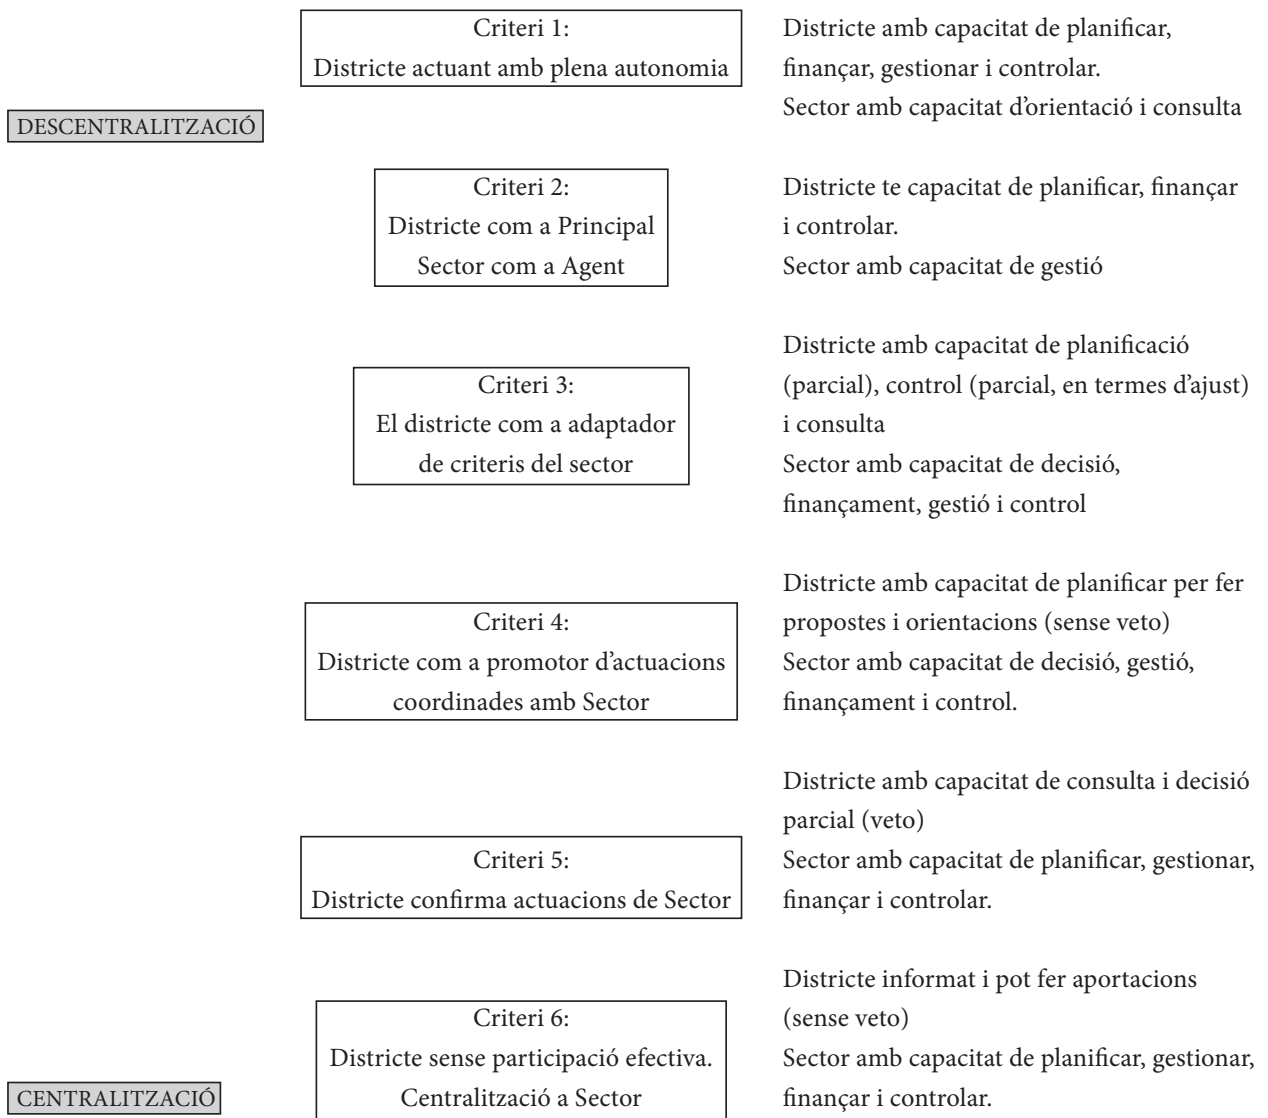 Criteri 1:
Districte actuant amb plena autonomia
Districte amb capacitat de planificar,
finançar, gestionar i controlar.
Sector amb capacitat d'orientació i consulta
DESCENTRALITZACIÓ
Criteri 2:
Districte com a Principal
Sector com a Agent
Districte te capacitat de planificar, finançar
i controlar.
Sector amb capacitat de gestió
Criteri 3:
El districte com a adaptador
de criteris del sector
Districte amb capacitat de planificació
(parcial), control (parcial, en termes d'ajust)
i consulta
Sector amb capacitat de decisió,
finançament, gestió i control
Criteri 4:
Districte com a promotor d'actuacions
coordinades amb Sector
Districte amb capacitat de planificar per fer
propostes i orientacions (sense veto)
Sector amb capacitat de decisió, gestió,
finançament i control.
Criteri 5:
Districte confirma actuacions de Sector
Districte amb capacitat de consulta i decisió
parcial (veto)
Sector amb capacitat de planificar, gestionar,
finançar i controlar.
Criteri 6:
Districte sense participació efectiva.
Centralització a Sector
Districte informat i pot fer aportacions
(sense veto)
Sector amb capacitat de planificar, gestionar,
finançar i controlar.
CENTRALITZACIÓ